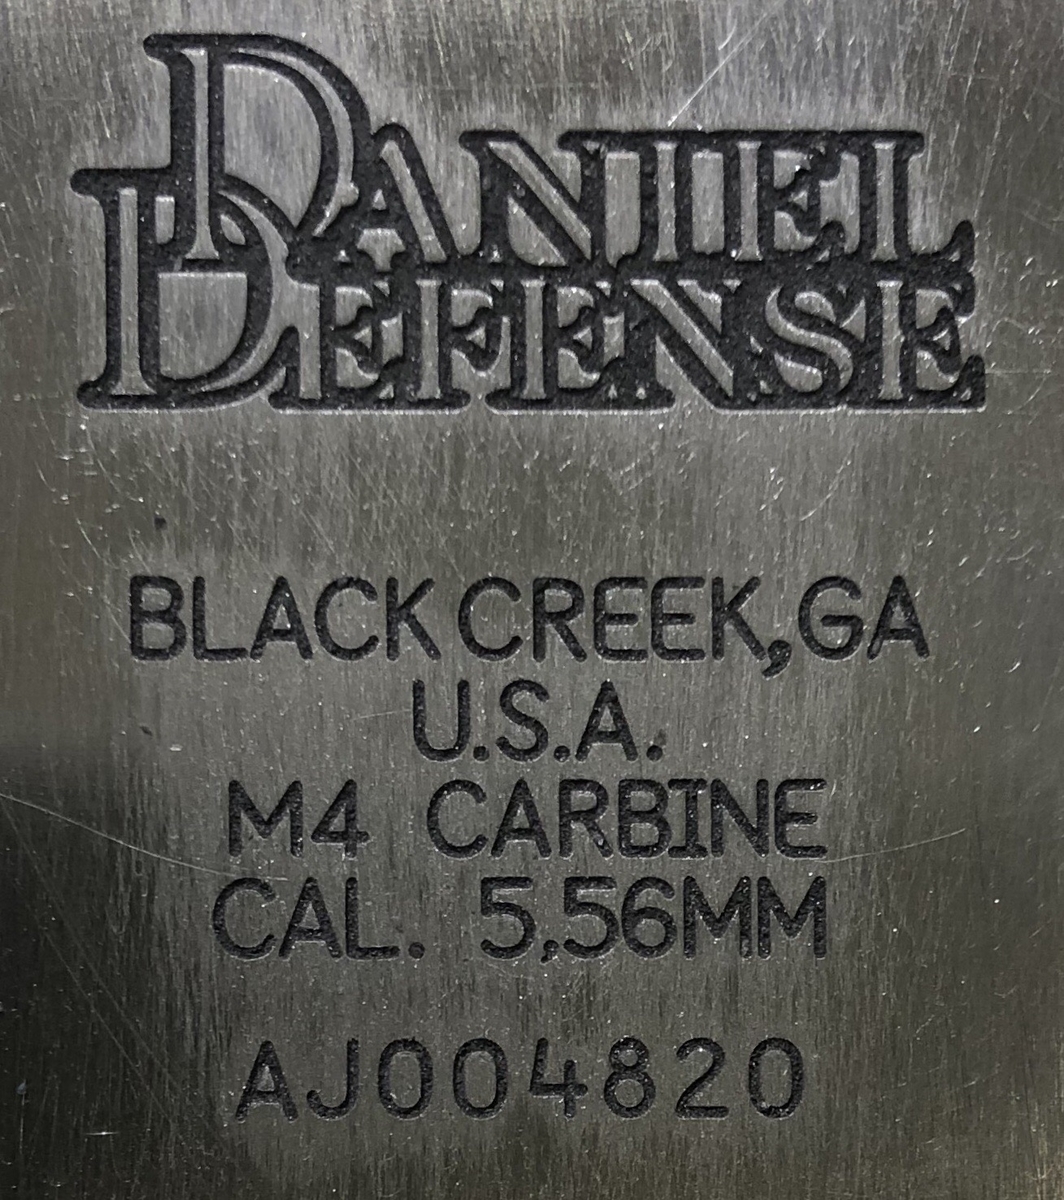 DANIEL
DEFENSE
BLACK CREEK, GA
U.S.A.
M4 CARBINE
CAL. 5.56MM
AJ004820